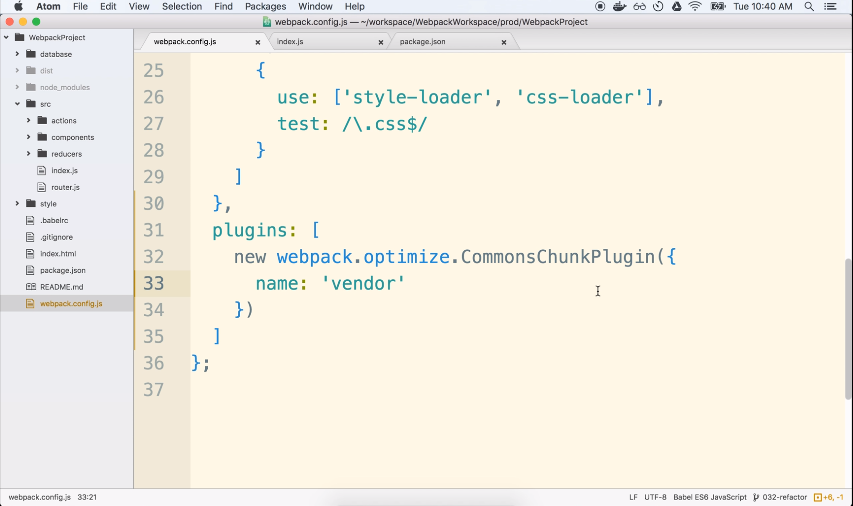 Atom File Edit View Selection Find Packages Window Help Tue 10:40 AM
webpack.config.js — ~/workspace/WebpackWorkspace/prod/WebpackProject
WebpackProject
database
dist
node_modules
src
actions
components
reducers
index.js
router.js
style
.babelrc
.gitignore
index.html
package.json
README.md
webpack.config.js
webpack.config.js × index.js × package.json ×
25 {
26 use: ['style-loader', 'css-loader'],
27 test: /\.css$/
28 }
29 ]
30 },
31 plugins: [
32 new webpack.optimize.CommonsChunkPlugin({
33 name: 'vendor'
34 })
35 ]
36 };
37
webpack.config.js 33:21 LF UTF-8 Babel ES6 JavaScript 032-refactor +6, -1